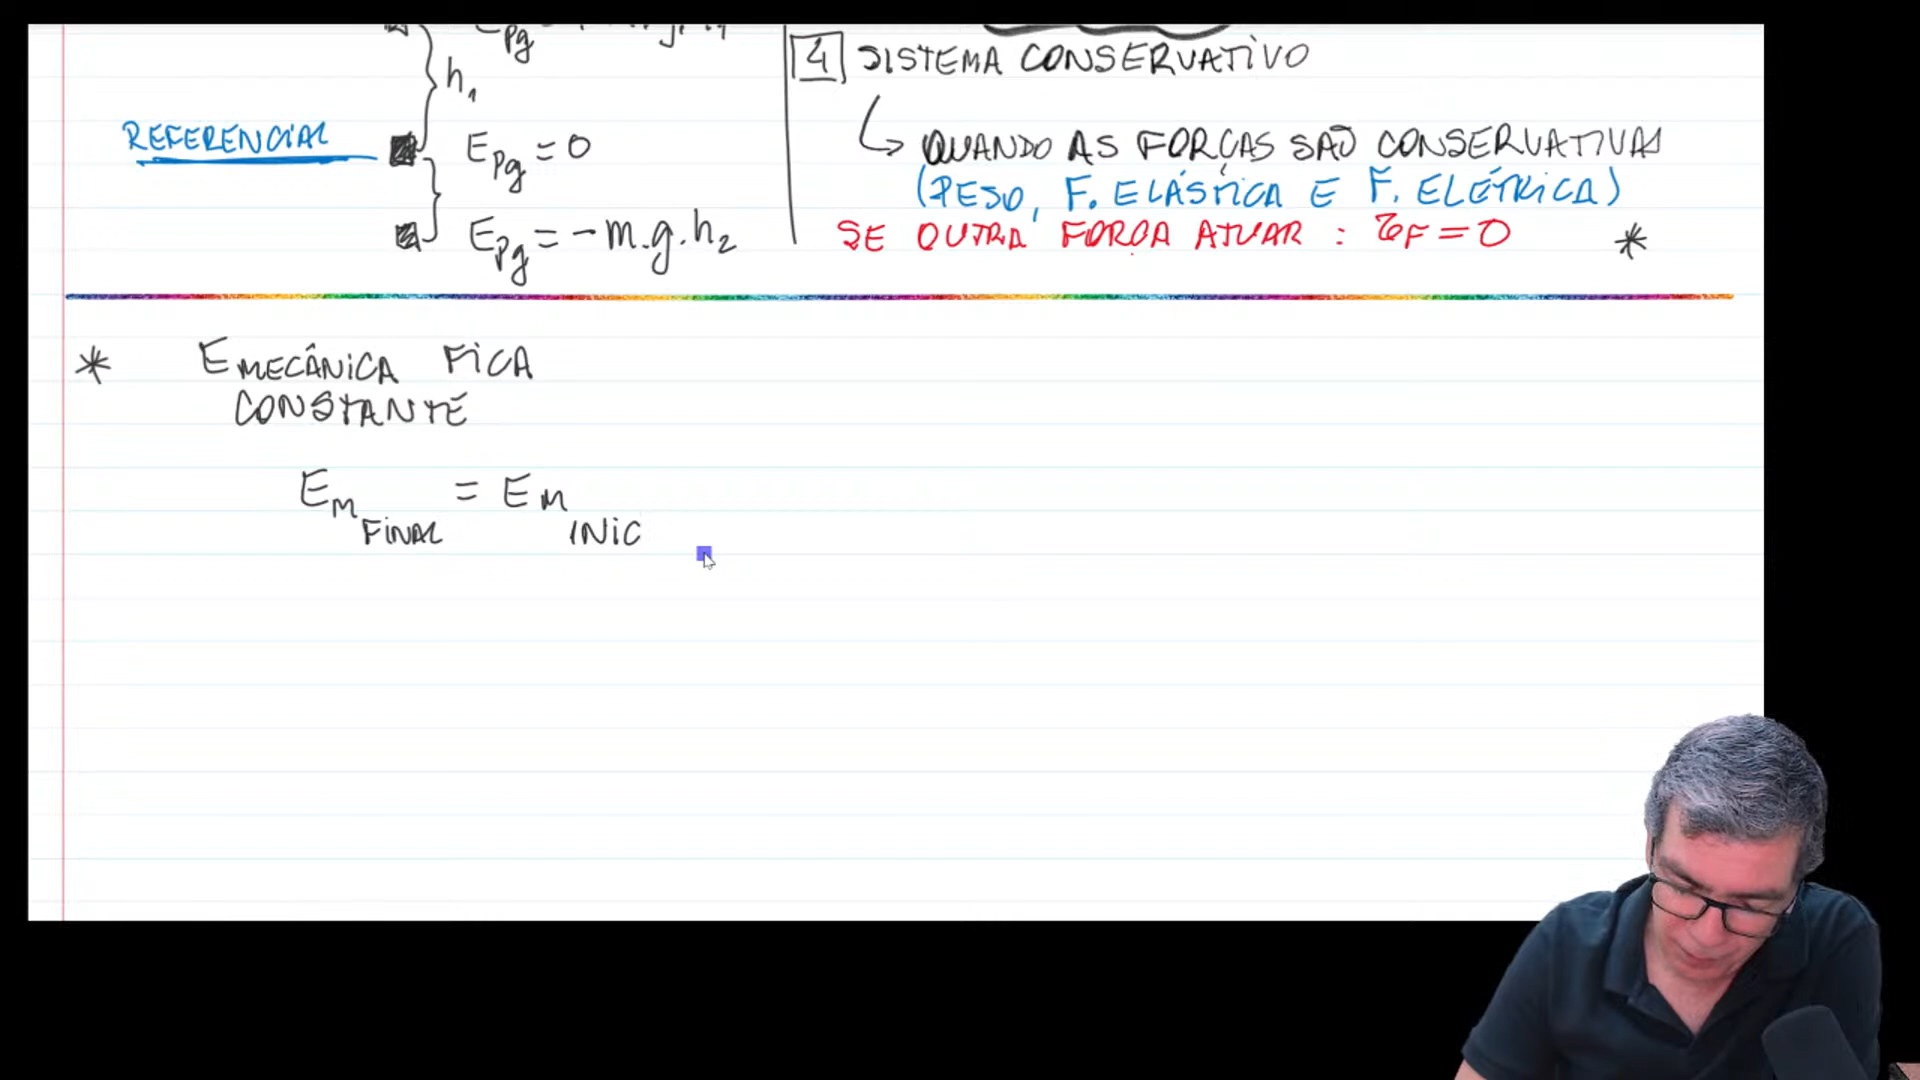 h₁
REFERENCIAL
Epg = 0
Epg = - m.g.h₂
4 SISTEMA CONSERVATIVO
QUANDO AS FORÇAS SÃO CONSERVATIVAS
(PESO, F. ELÁSTICA E F. ELÉTRICA)
SE OUTRA FORÇA ATUAR : τF = 0 *
* EMECÂNICA FICA
CONSTANTE
EM FINAL = EM INIC